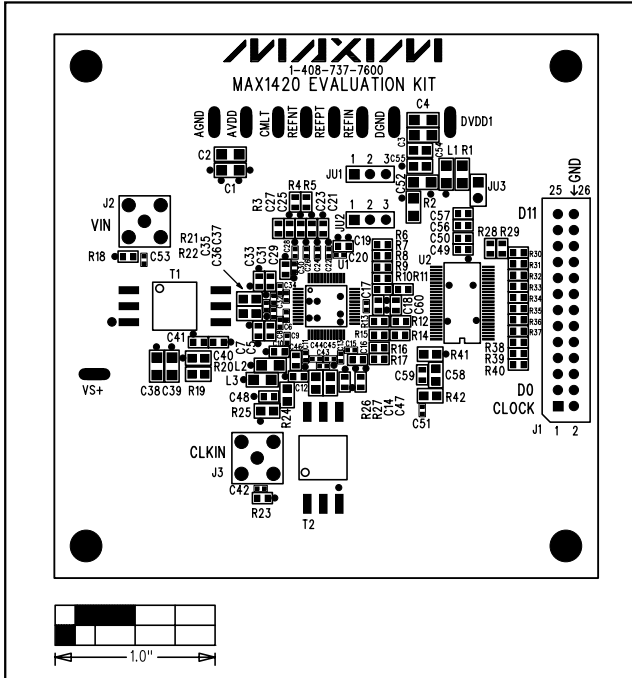 MAXIM
1-408-737-7600
MAX1420 EVALUATION KIT
AGND
AVDD
CMLT
REFNT
REFPT
REFIN
DGND
DVDD1
C4
C3
C54
C55
C52
L1 R1
R2
JU3
C2
C1
JU1
1 2 3
JU2
1 2 3
R4 R5
R3
C27
C25
C23
C21
J2
VIN
R18
C53
R21
R22
C35
C36
C37
C33
C31
C29
T1
C41
C40
R20
L2
L3
C7
C5
C38
C39
R19
VS+
C48
R25
R24
C12
C19
C20
U1
C17
C18
C60
R6
R7
R8
R9
R10
R11
R12
R14
R16
R17
C57
C56
C50
C49
U2
R28
R29
R30
R31
R32
R33
R34
R35
R36
R37
R38
R39
R40
R41
R42
C59
C58
C51
25
26
GND
D11
D0
CLOCK
J1
1 2
R26
R27
C14
C47
CLKIN
J3
C42
R23
T2
1.0"